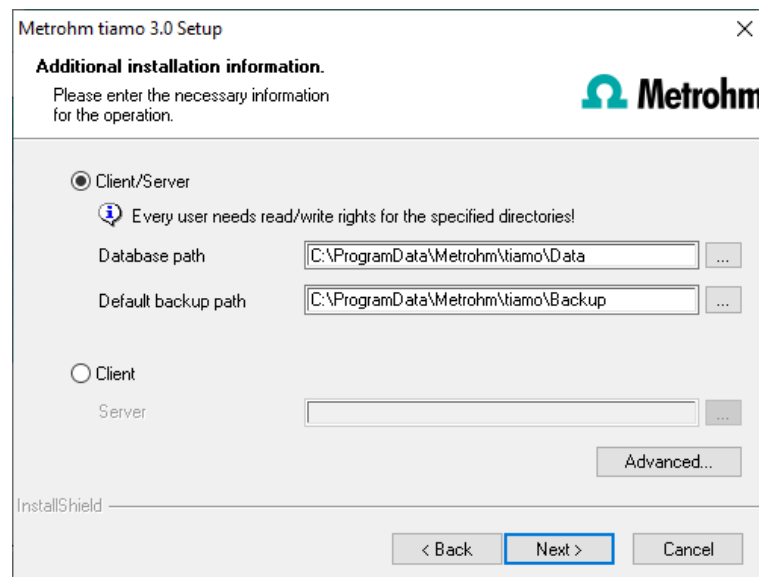 Metrohm tiamo 3.0 Setup
Additional installation information.
Please enter the necessary information
for the operation.
Metrohm
Client/Server
Every user needs read/write rights for the specified directories!
Database path C:\ProgramData\Metrohm\tiamo\Data ...
Default backup path C:\ProgramData\Metrohm\tiamo\Backup ...
Client
Server ...
Advanced...
InstallShield
< Back Next > Cancel